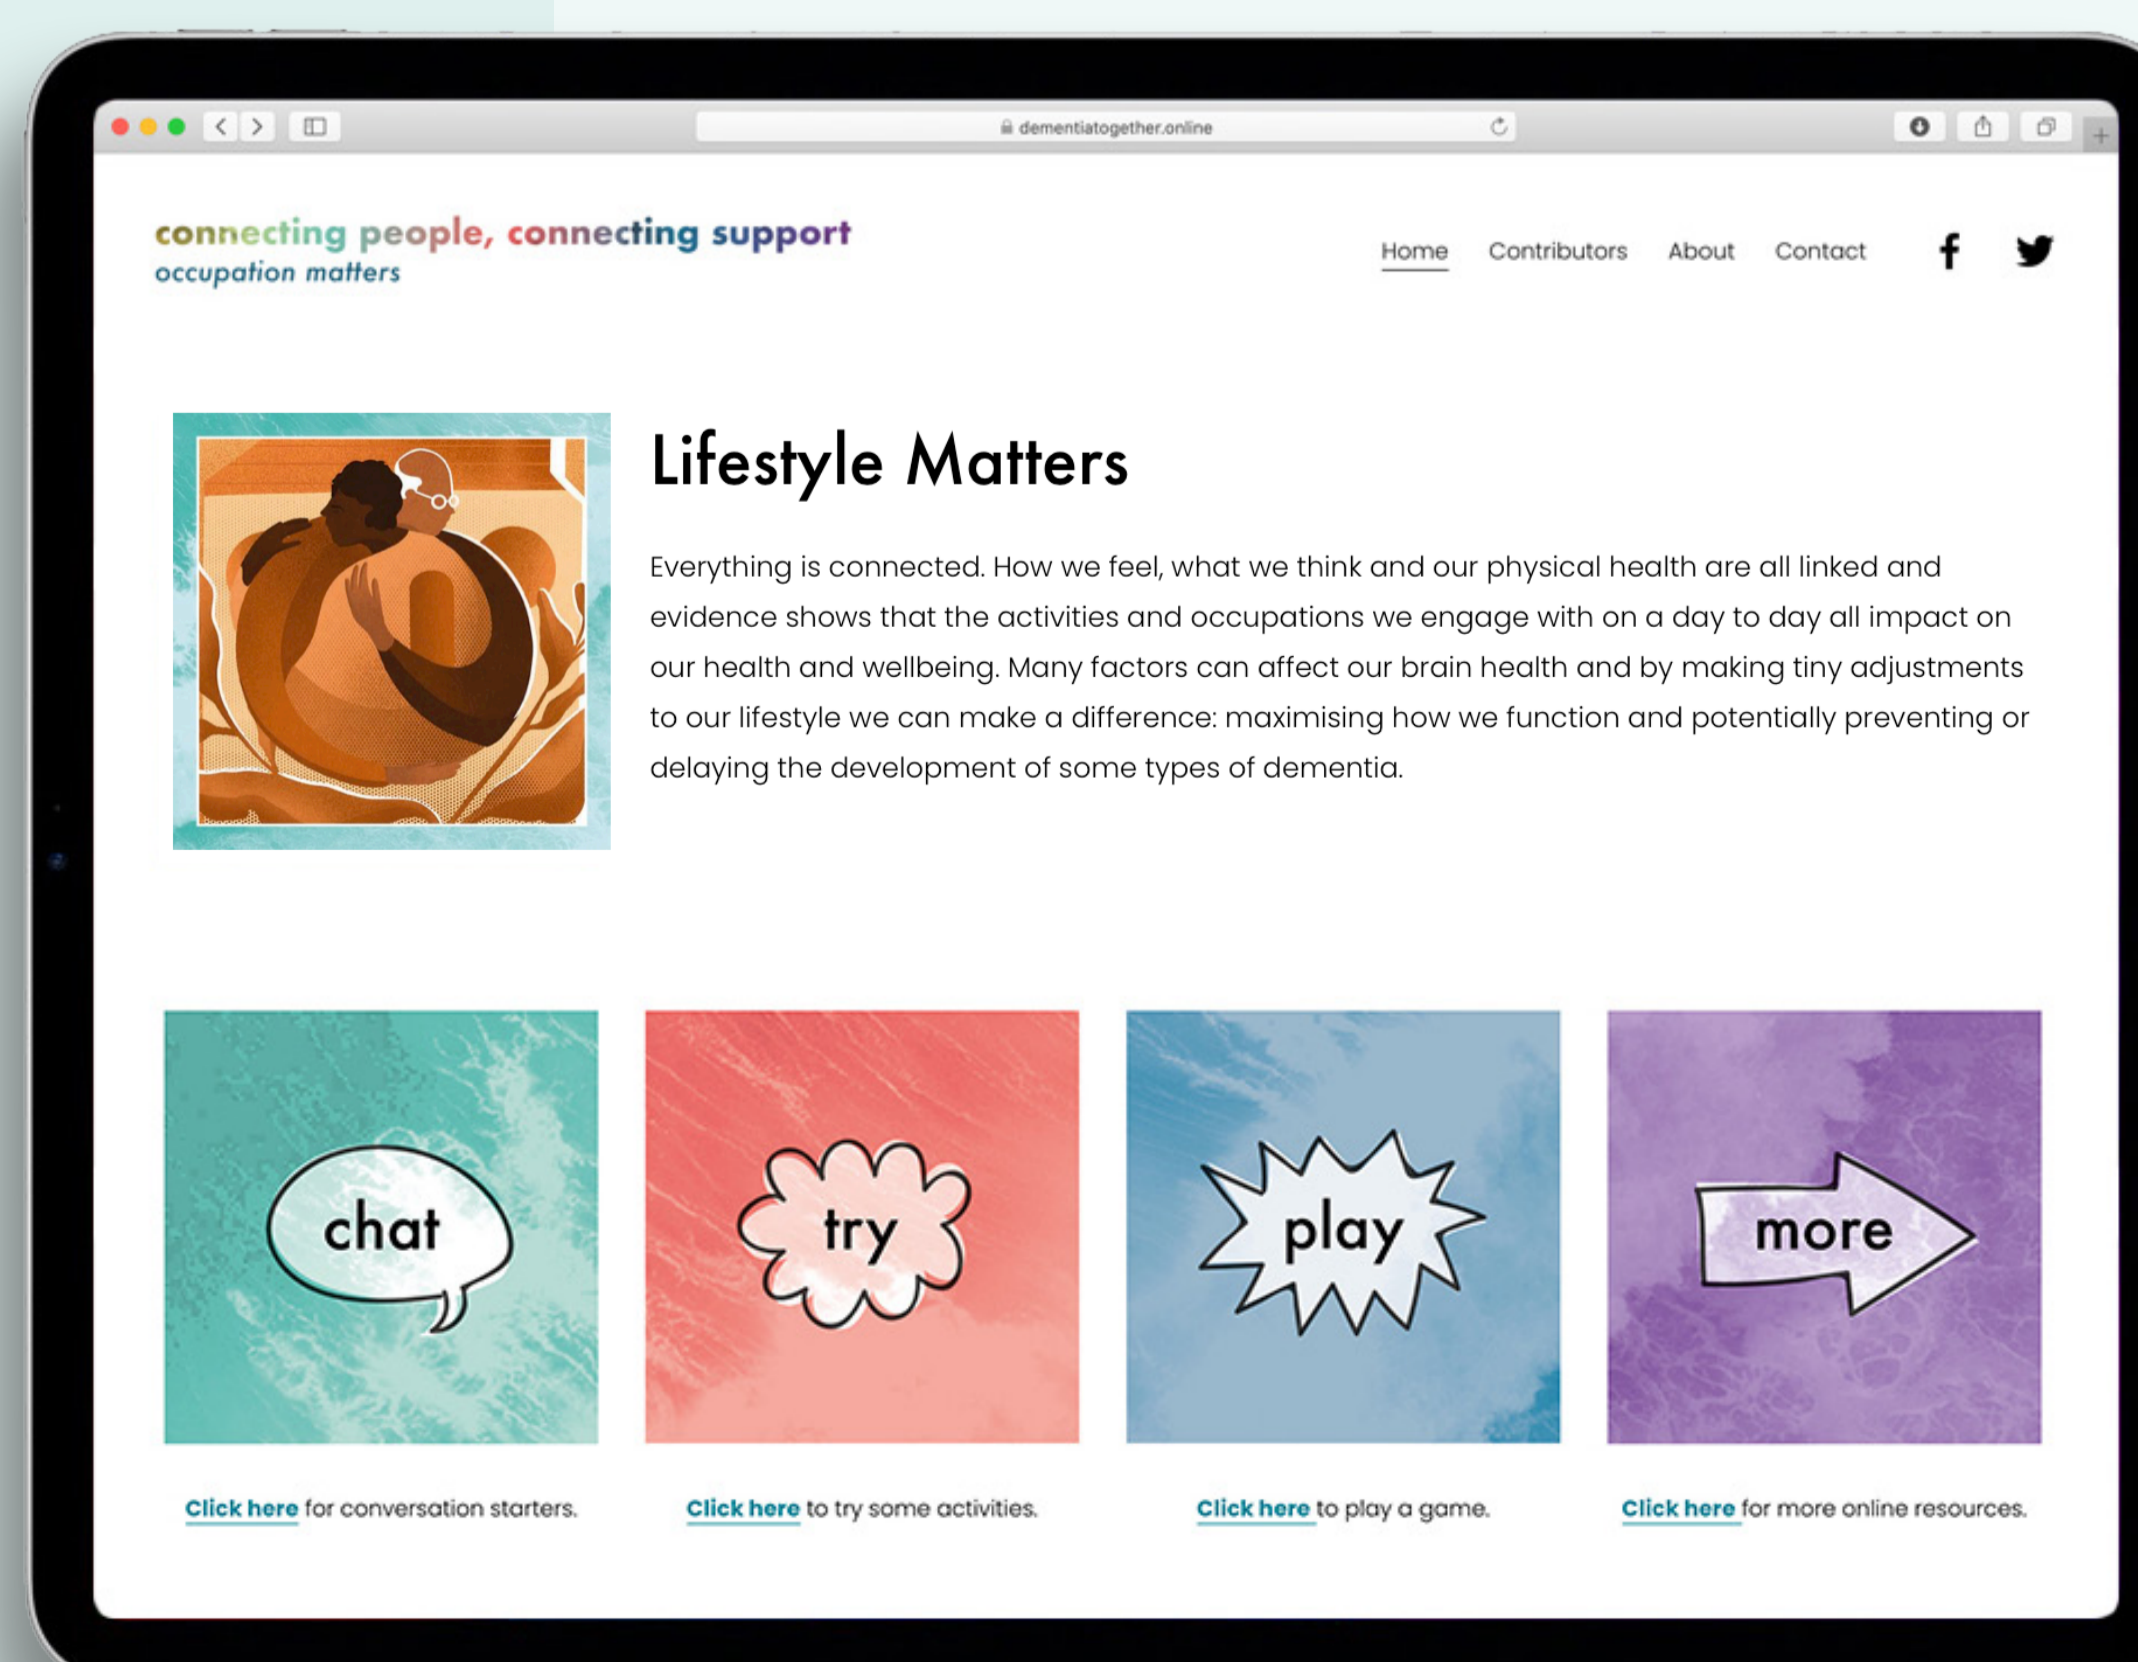 dementiatogether.online
connecting people, connecting support
occupation matters
Home Contributors About Contact
Lifestyle Matters
Everything is connected. How we feel, what we think and our physical health are all linked and
evidence shows that the activities and occupations we engage with on a day to day all impact on
our health and wellbeing. Many factors can affect our brain health and by making tiny adjustments
to our lifestyle we can make a difference: maximising how we function and potentially preventing or
delaying the development of some types of dementia.
chat
try
play
more
Click here for conversation starters.
Click here to try some activities.
Click here to play a game.
Click here for more online resources.